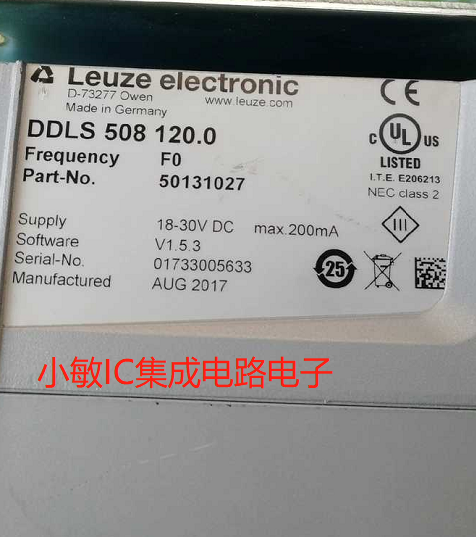 Leuze electronic
D-73277 Owen www.leuze.com
Made in Germany
DDLS 508 120.0
Frequency F0
Part-No. 50131027
Supply 18-30V DC max.200mA
Software V1.5.3
Serial-No. 01733005633
Manufactured AUG 2017
CE
C UL US
LISTED
I.T.E. E206213
NEC class 2
III
25
小敏IC集成电路电子